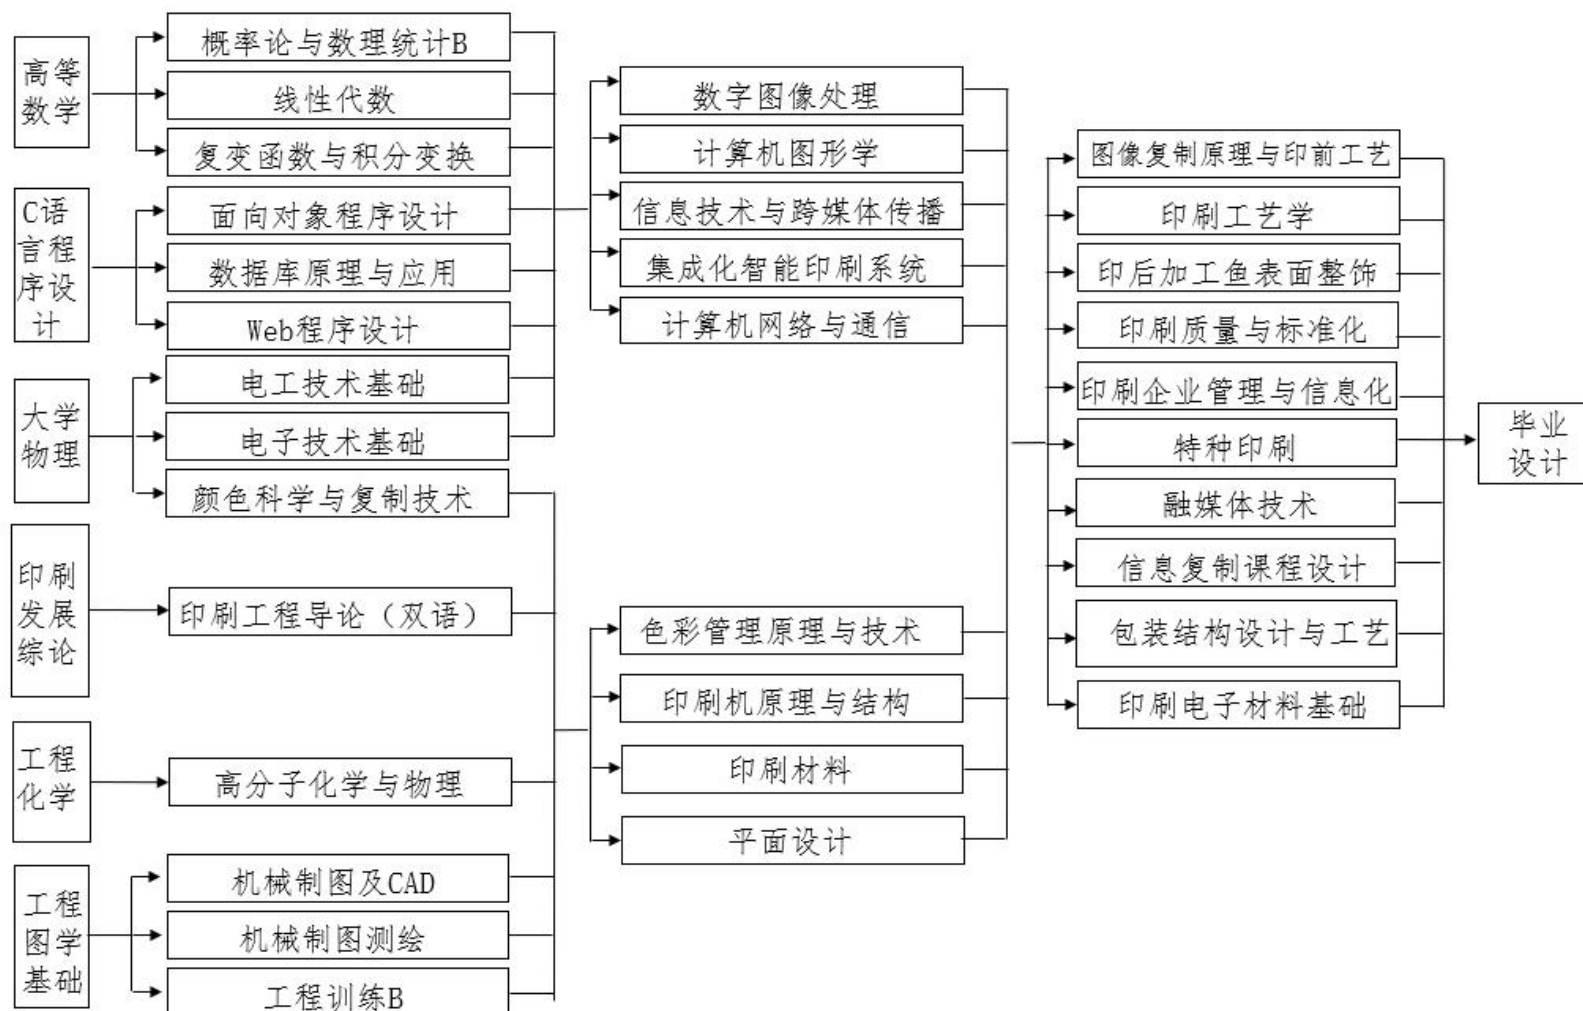 高等
数学
概率论与数理统计B
线性代数
复变函数与积分变换
C语
言程
序设
计
面向对象程序设计
数据库原理与应用
Web程序设计
大学
物理
电工技术基础
电子技术基础
颜色科学与复制技术
印刷
发展
综论
印刷工程导论（双语）
工程
化学
高分子化学与物理
工程
图学
基础
机械制图及CAD
机械制图测绘
工程训练B
数字图像处理
计算机图形学
信息技术与跨媒体传播
集成化智能印刷系统
计算机网络与通信
色彩管理原理与技术
印刷机原理与结构
印刷材料
平面设计
图像复制原理与印前工艺
印刷工艺学
印后加工鱼表面整饰
印刷质量与标准化
印刷企业管理与信息化
特种印刷
融媒体技术
信息复制课程设计
包装结构设计与工艺
印刷电子材料基础
毕业
设计